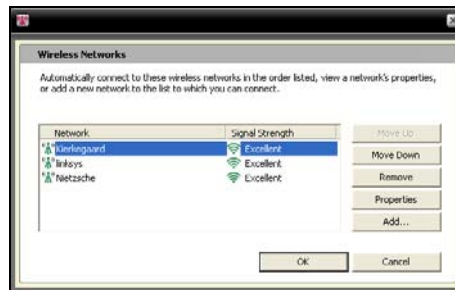 Wireless Networks
Automatically connect to these wireless networks in the order listed, view a network's properties,
or add a new network to the list to which you can connect.
Network Signal Strength
Kierkegaard Excellent
linksys Excellent
Nietzsche Excellent
Move Up
Move Down
Remove
Properties
Add...
OK Cancel